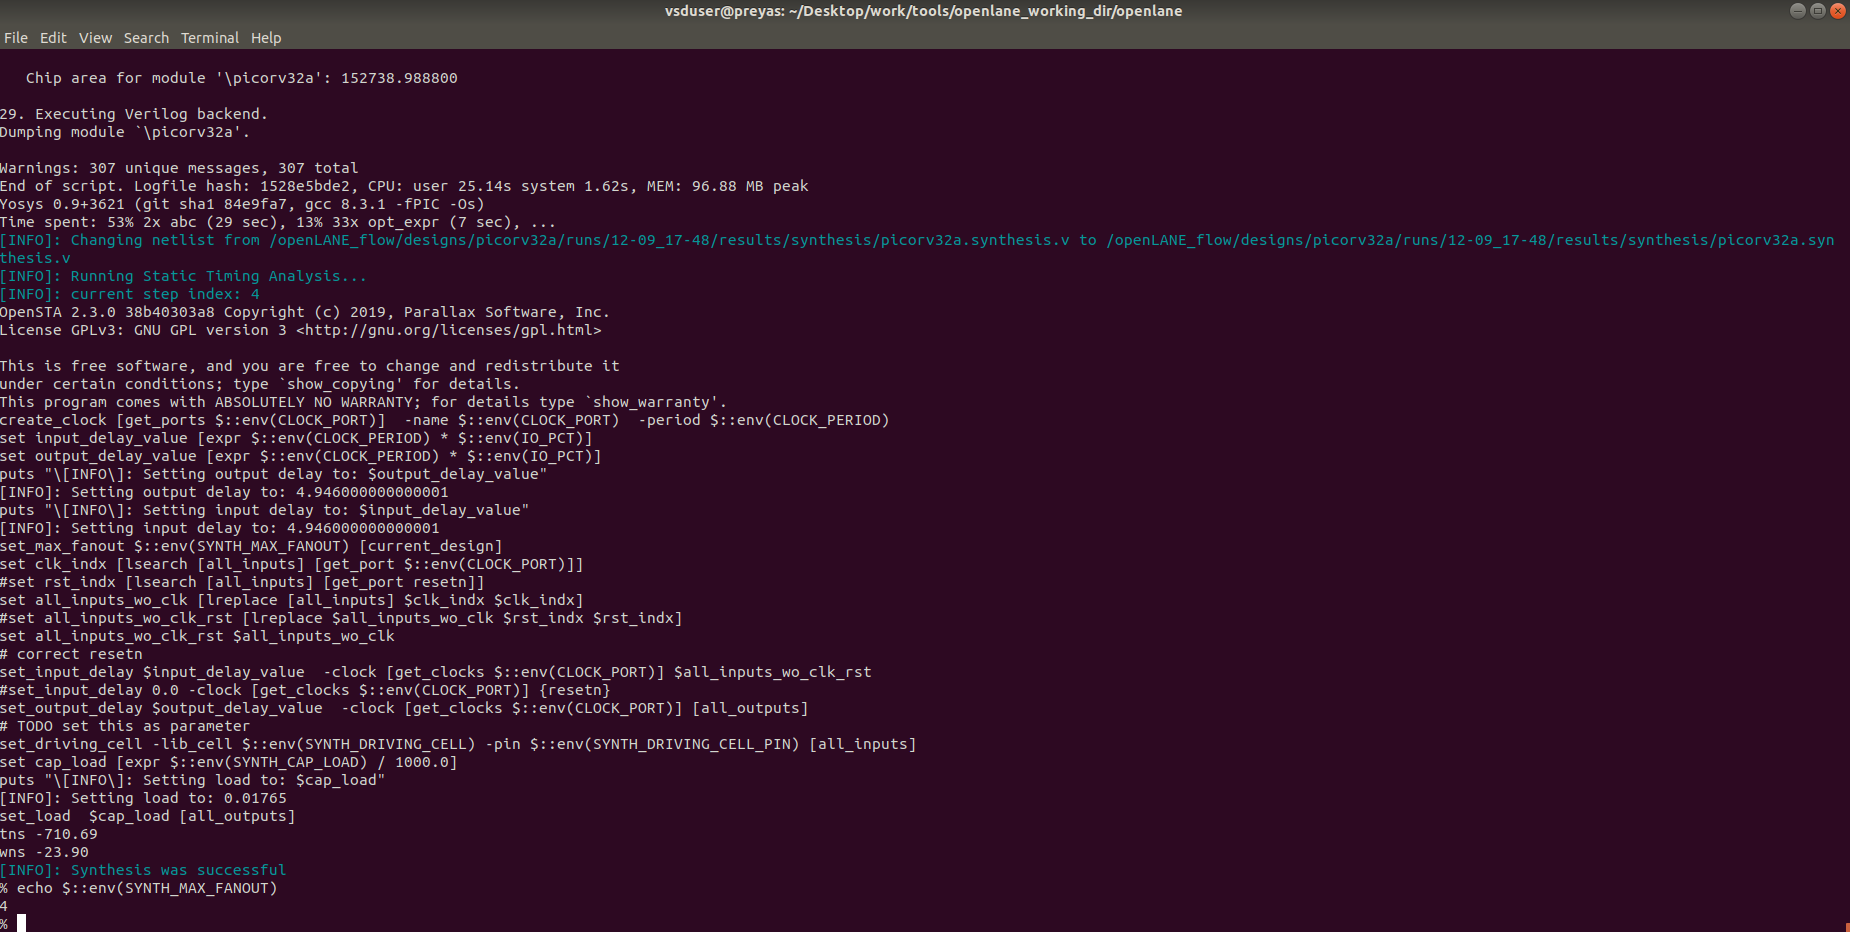 vsduser@preyas: ~/Desktop/work/tools/openlane_working_dir/openlane
File Edit View Search Terminal Help
Chip area for module '\picorv32a': 152738.988800
29. Executing Verilog backend.
Dumping module `\picorv32a'.
Warnings: 307 unique messages, 307 total
End of script. Logfile hash: 1528e5bde2, CPU: user 25.14s system 1.62s, MEM: 96.88 MB peak
Yosys 0.9+3621 (git sha1 84e9fa7, gcc 8.3.1 -fPIC -Os)
Time spent: 53% 2x abc (29 sec), 13% 33x opt_expr (7 sec), ...
[INFO]: Changing netlist from /openLANE_flow/designs/picorv32a/runs/12-09_17-48/results/synthesis/picorv32a.synthesis.v to /openLANE_flow/designs/picorv32a/runs/12-09_17-48/results/synthesis/picorv32a.syn
thesis.v
[INFO]: Running Static Timing Analysis...
[INFO]: current step index: 4
OpenSTA 2.3.0 38b40303a8 Copyright (c) 2019, Parallax Software, Inc.
License GPLv3: GNU GPL version 3 <http://gnu.org/licenses/gpl.html>
This is free software, and you are free to change and redistribute it
under certain conditions; type `show_copying' for details.
This program comes with ABSOLUTELY NO WARRANTY; for details type `show_warranty'.
create_clock [get_ports $::env(CLOCK_PORT)]  -name $::env(CLOCK_PORT)  -period $::env(CLOCK_PERIOD)
set input_delay_value [expr $::env(CLOCK_PERIOD) * $::env(IO_PCT)]
set output_delay_value [expr $::env(CLOCK_PERIOD) * $::env(IO_PCT)]
puts "\[INFO\]: Setting output delay to: $output_delay_value"
[INFO]: Setting output delay to: 4.946000000000001
puts "\[INFO\]: Setting input delay to: $input_delay_value"
[INFO]: Setting input delay to: 4.946000000000001
set_max_fanout $::env(SYNTH_MAX_FANOUT) [current_design]
set clk_indx [lsearch [all_inputs] [get_port $::env(CLOCK_PORT)]]
#set rst_indx [lsearch [all_inputs] [get_port resetn]]
set all_inputs_wo_clk [lreplace [all_inputs] $clk_indx $clk_indx]
#set all_inputs_wo_clk_rst [lreplace $all_inputs_wo_clk $rst_indx $rst_indx]
set all_inputs_wo_clk_rst $all_inputs_wo_clk
# correct resetn
set_input_delay $input_delay_value  -clock [get_clocks $::env(CLOCK_PORT)] $all_inputs_wo_clk_rst
#set_input_delay 0.0 -clock [get_clocks $::env(CLOCK_PORT)] {resetn}
set_output_delay $output_delay_value  -clock [get_clocks $::env(CLOCK_PORT)] [all_outputs]
# TODO set this as parameter
set_driving_cell -lib_cell $::env(SYNTH_DRIVING_CELL) -pin $::env(SYNTH_DRIVING_CELL_PIN) [all_inputs]
set cap_load [expr $::env(SYNTH_CAP_LOAD) / 1000.0]
puts "\[INFO\]: Setting load to: $cap_load"
[INFO]: Setting load to: 0.01765
set_load  $cap_load [all_outputs]
tns -710.69
wns -23.90
[INFO]: Synthesis was successful
% echo $::env(SYNTH_MAX_FANOUT)
4
%